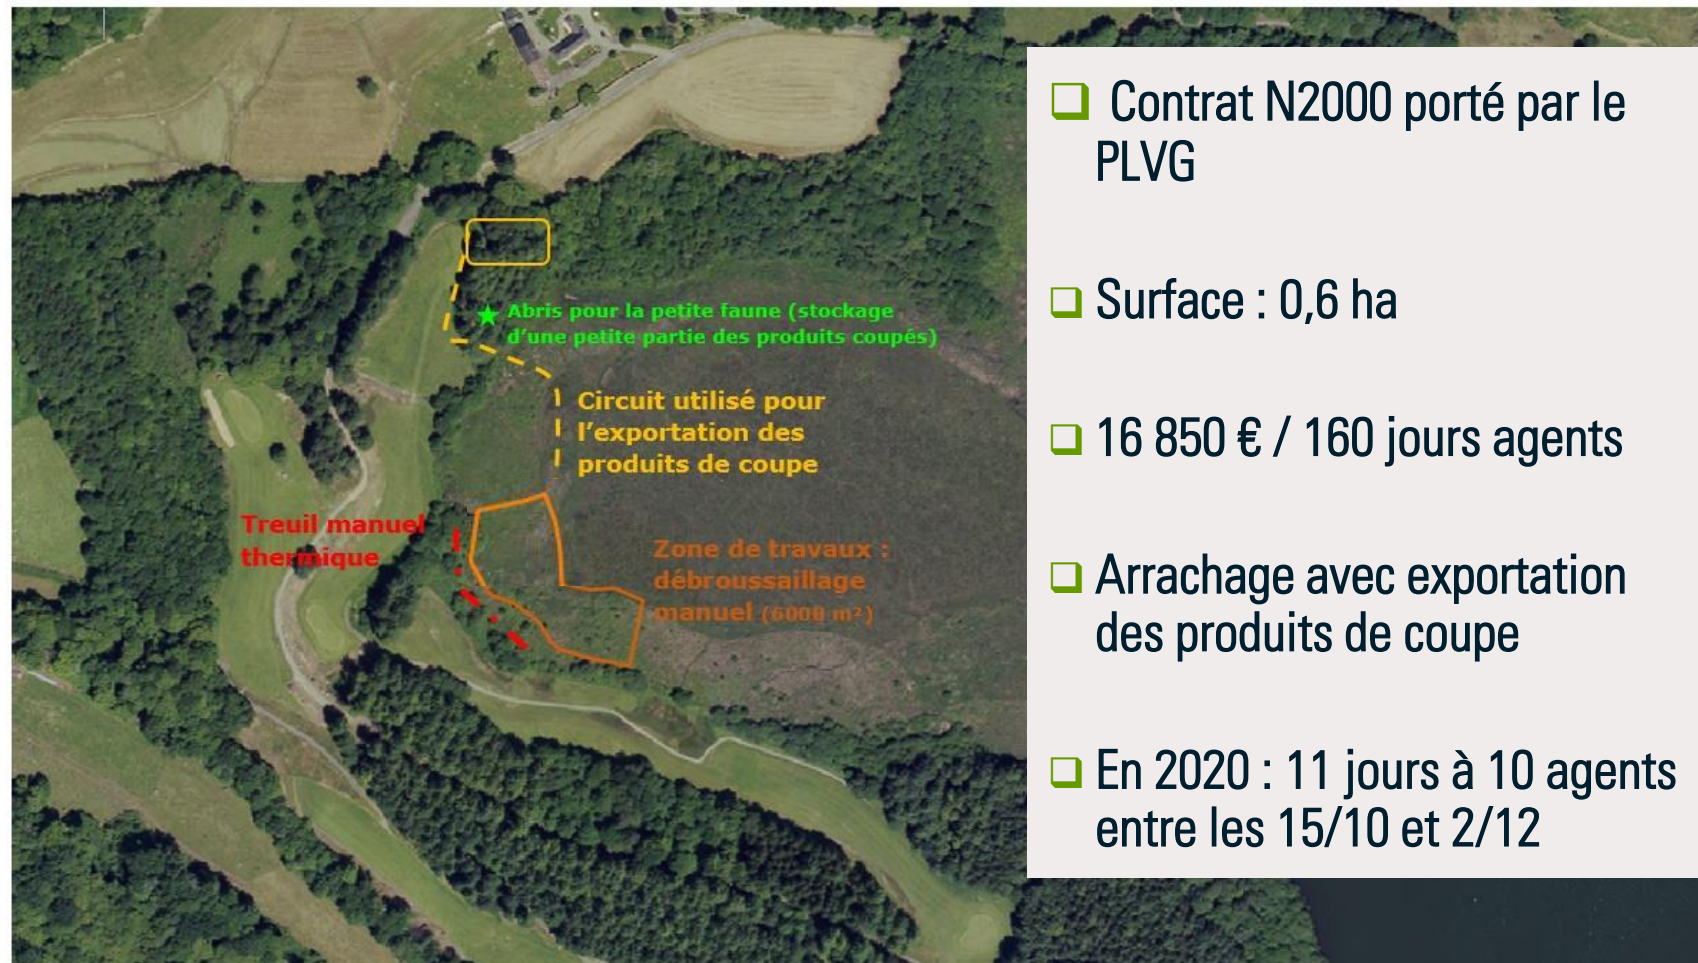 Contrat N2000 porté par le
PLVG
Surface : 0,6 ha
16 850 € / 160 jours agents
Arrachage avec exportation
des produits de coupe
En 2020 : 11 jours à 10 agents
entre les 15/10 et 2/12
Abris pour la petite faune (stockage
d’une petite partie des produits coupés)
Circuit utilisé pour
l’exportation des
produits de coupe
Treuil manuel
thermique
Zone de travaux :
débroussaillage
manuel (6000 m²)